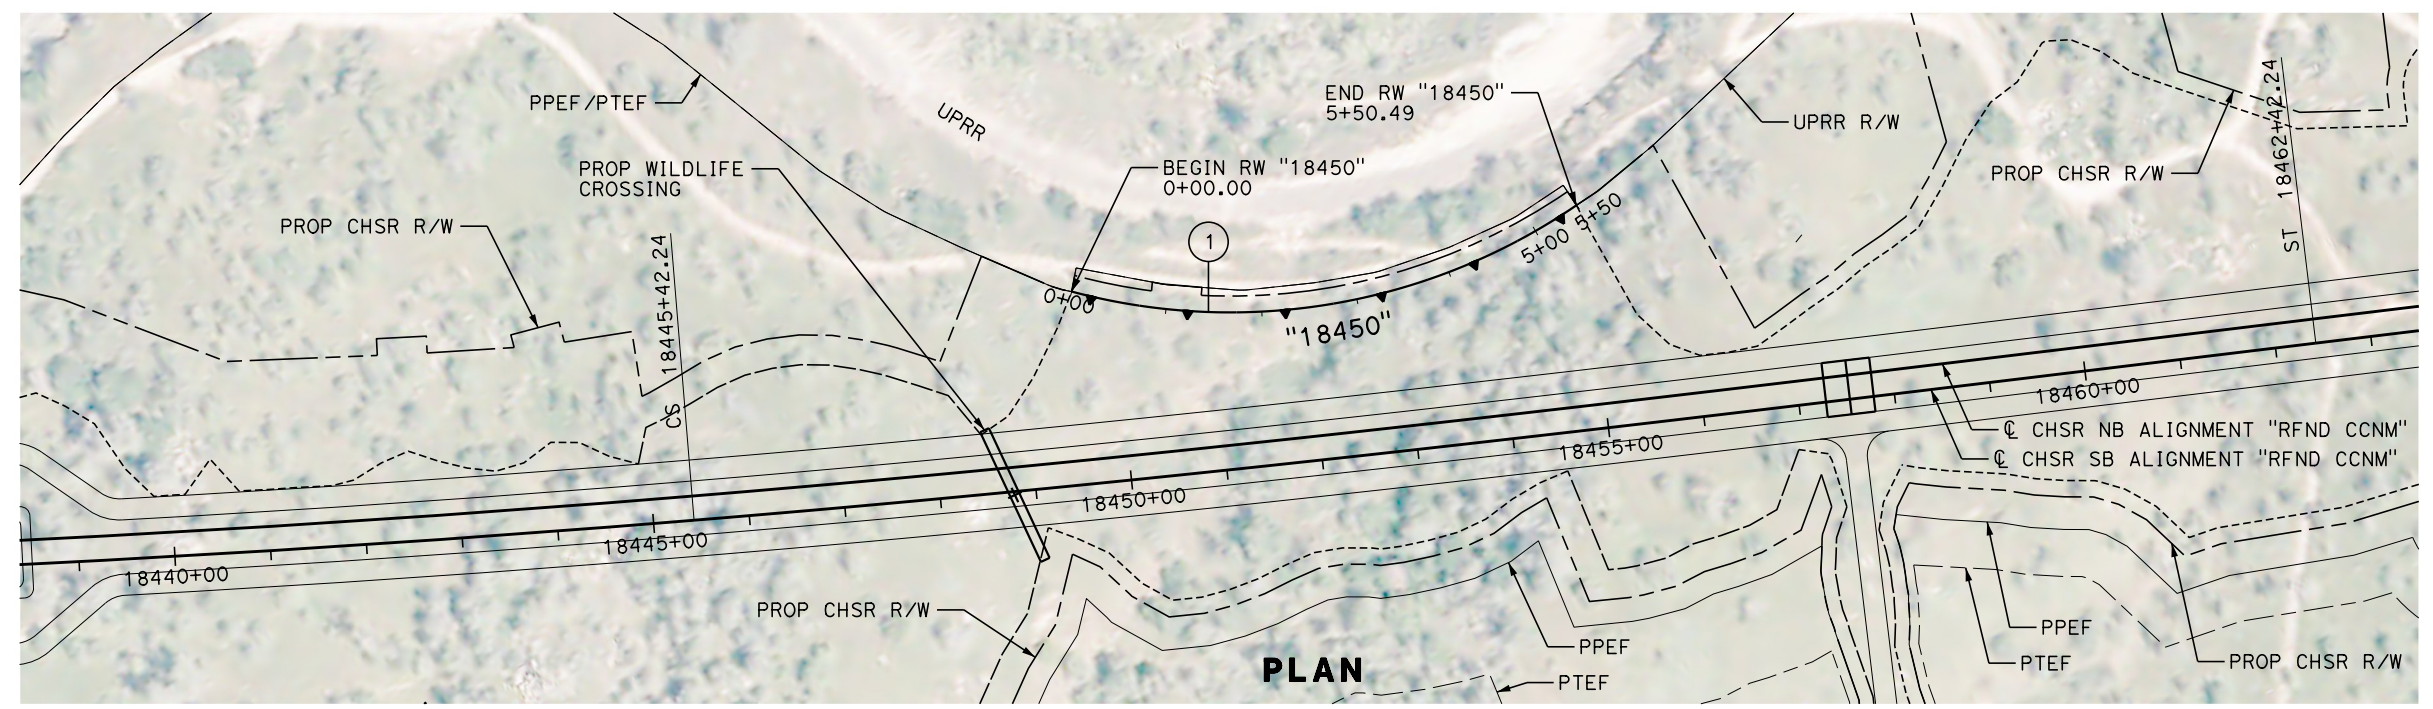 PPEF/PTEF
UPRR
END RW "18450"
5+50.49
UPRR R/W
PROP CHSR R/W
ST 18462+42.24
PROP WILDLIFE
CROSSING
BEGIN RW "18450"
0+00.00
PROP CHSR R/W
CS 18445+42.24
1
0+00
5+00
5+50
"18450"
18440+00
18445+00
18450+00
18455+00
18460+00
℄ CHSR NB ALIGNMENT "RFND CCNM"
℄ CHSR SB ALIGNMENT "RFND CCNM"
PROP CHSR R/W
PPEF
PTEF
PPEF
PTEF
PROP CHSR R/W
PLAN